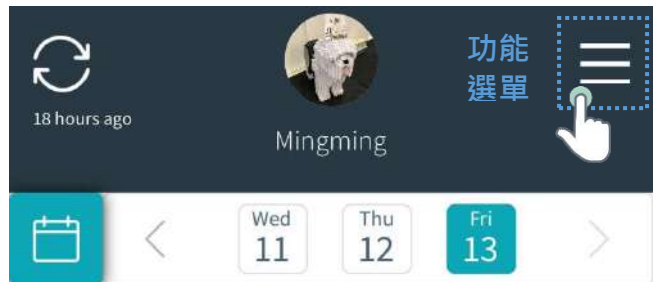 功能
選單
18 hours ago
Mingming
Wed
11
Thu
12
Fri
13